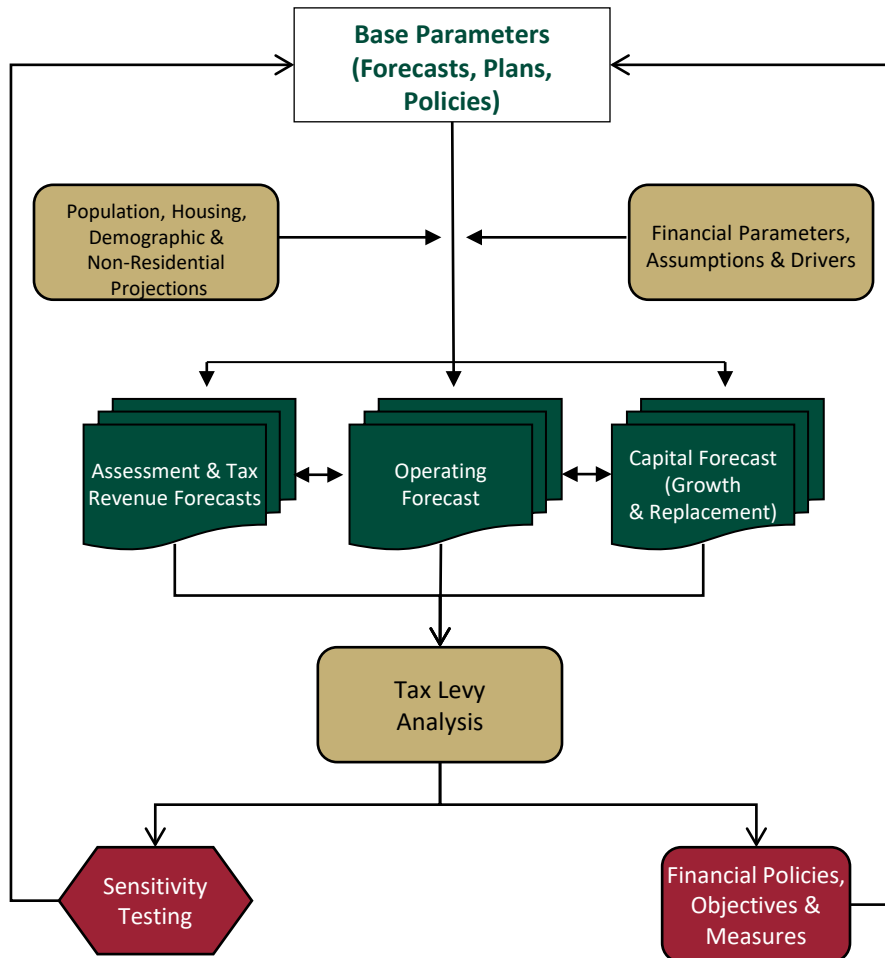 Base Parameters
(Forecasts, Plans,
Policies)
Population, Housing,
Demographic &
Non-Residential
Projections
Financial Parameters,
Assumptions & Drivers
Assessment & Tax
Revenue Forecasts
Operating
Forecast
Capital Forecast
(Growth
& Replacement)
Tax Levy
Analysis
Sensitivity
Testing
Financial Policies,
Objectives &
Measures